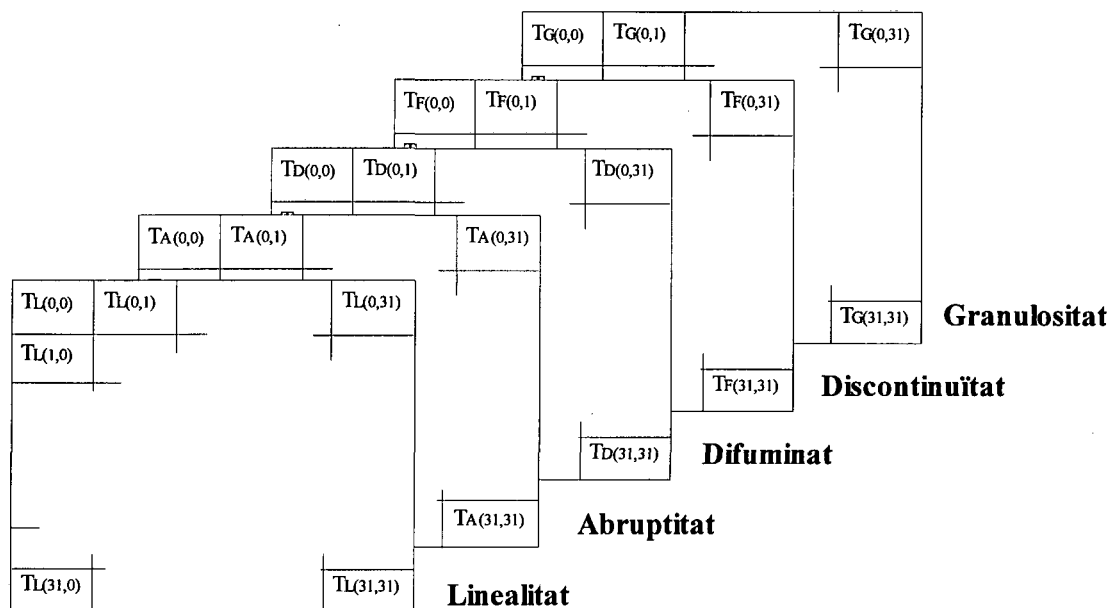 TG(0,0) TG(0,1) TG(0,31)
TF(0,0) TF(0,1) TF(0,31)
TD(0,0) TD(0,1) TD(0,31)
TA(0,0) TA(0,1) TA(0,31)
TL(0,0) TL(0,1) TL(0,31)
TL(1,0)
TG(31,31) Granulositat
TF(31,31) Discontinuïtat
TD(31,31) Difuminat
TA(31,31) Abruptitat
TL(31,0) TL(31,31) Linealitat